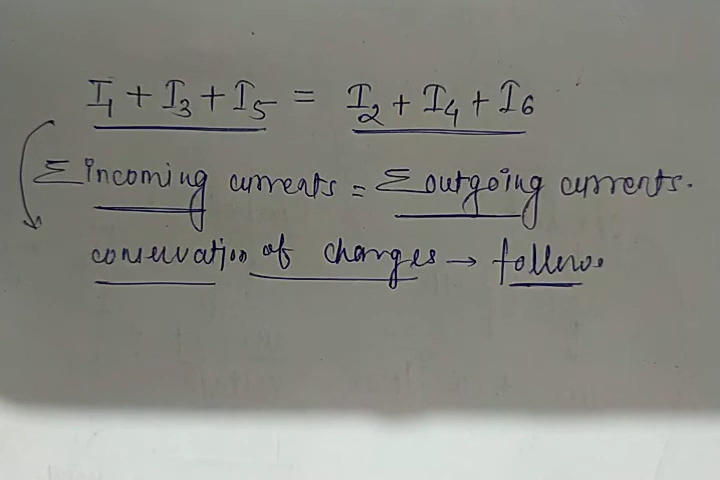 I₁ + I₃ + I₅ = I₂ + I₄ + I₆
Σ incoming currents = Σ outgoing currents.
conservation of charges → follows